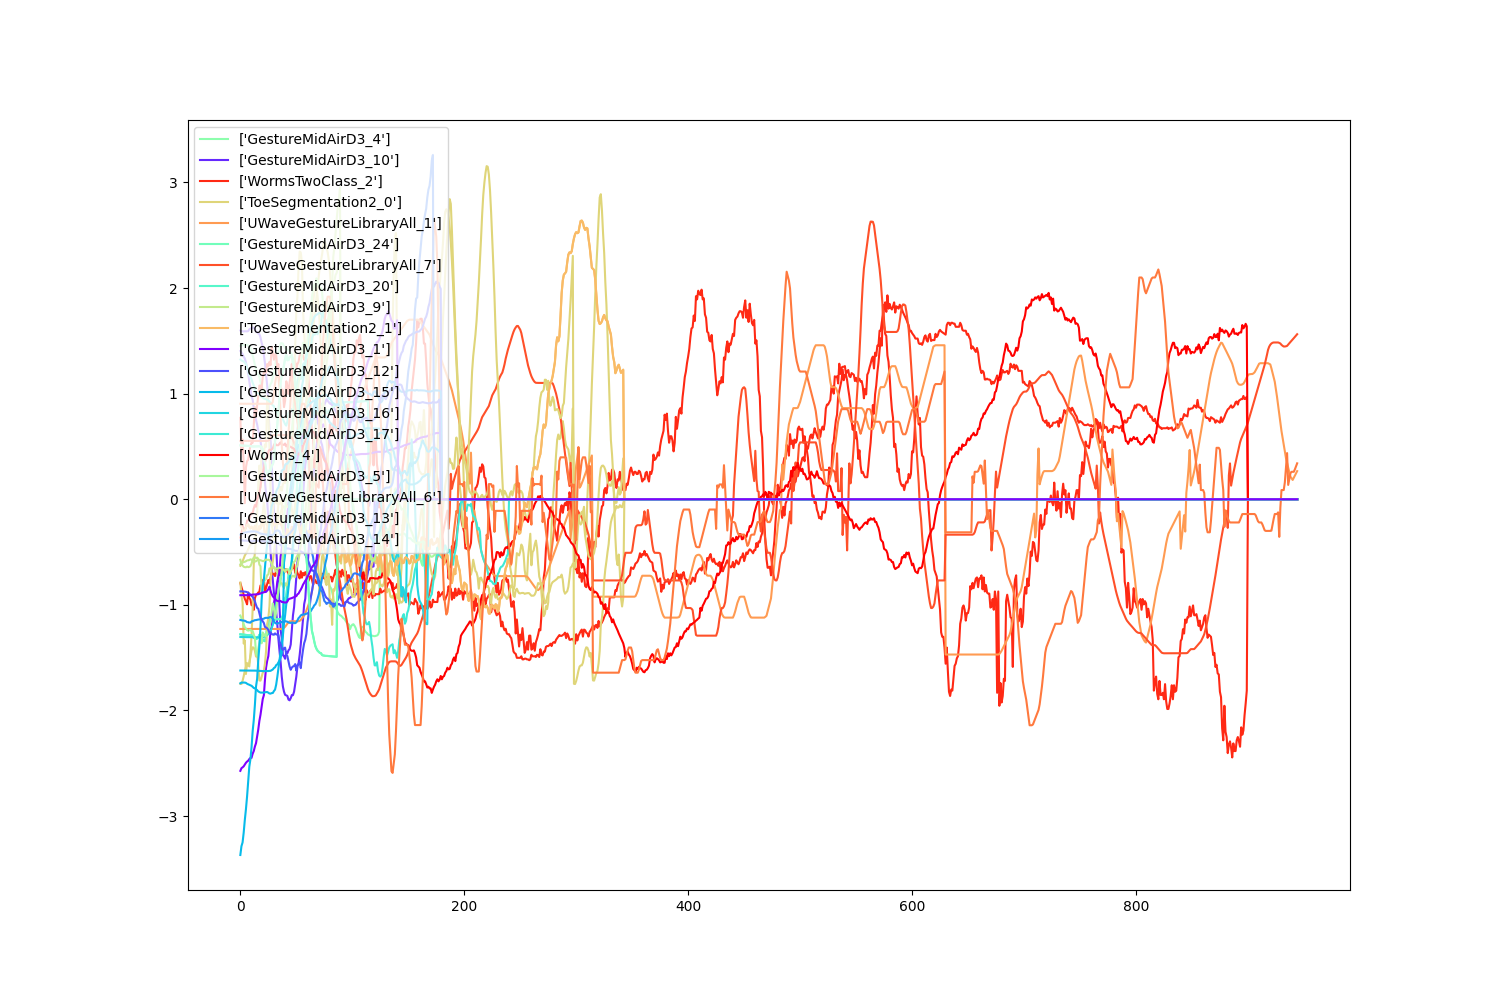 ['GestureMidAirD3_4']
['GestureMidAirD3_10']
['WormsTwoClass_2']
['ToeSegmentation2_0']
['UWaveGestureLibraryAll_1']
['GestureMidAirD3_24']
['UWaveGestureLibraryAll_7']
['GestureMidAirD3_20']
['GestureMidAirD3_9']
['ToeSegmentation2_1']
['GestureMidAirD3_1']
['GestureMidAirD3_12']
['GestureMidAirD3_15']
['GestureMidAirD3_16']
['GestureMidAirD3_17']
['Worms_4']
['GestureMidAirD3_5']
['UWaveGestureLibraryAll_6']
['GestureMidAirD3_13']
['GestureMidAirD3_14']
3
2
1
0
−1
−2
−3
0 200 400 600 800